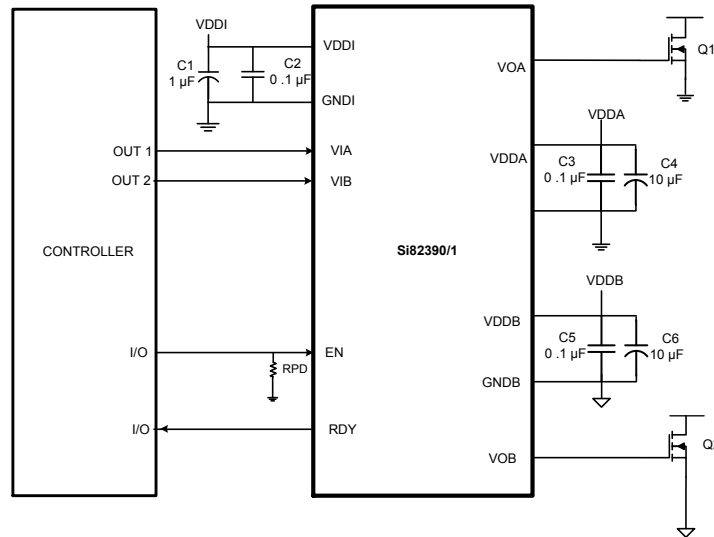 VDDI
C1
1 µF
C2
0 .1 µF
VDDI
GNDI
OUT 1
VIA
OUT 2
VIB
CONTROLLER
I/O
EN
RPD
I/O
RDY
Si82390/1
VOA
Q1
VDDA
VDDA
C3
0 .1 µF
C4
10 µF
VDDB
VDDB
C5
0 .1 µF
C6
10 µF
GNDB
VOB